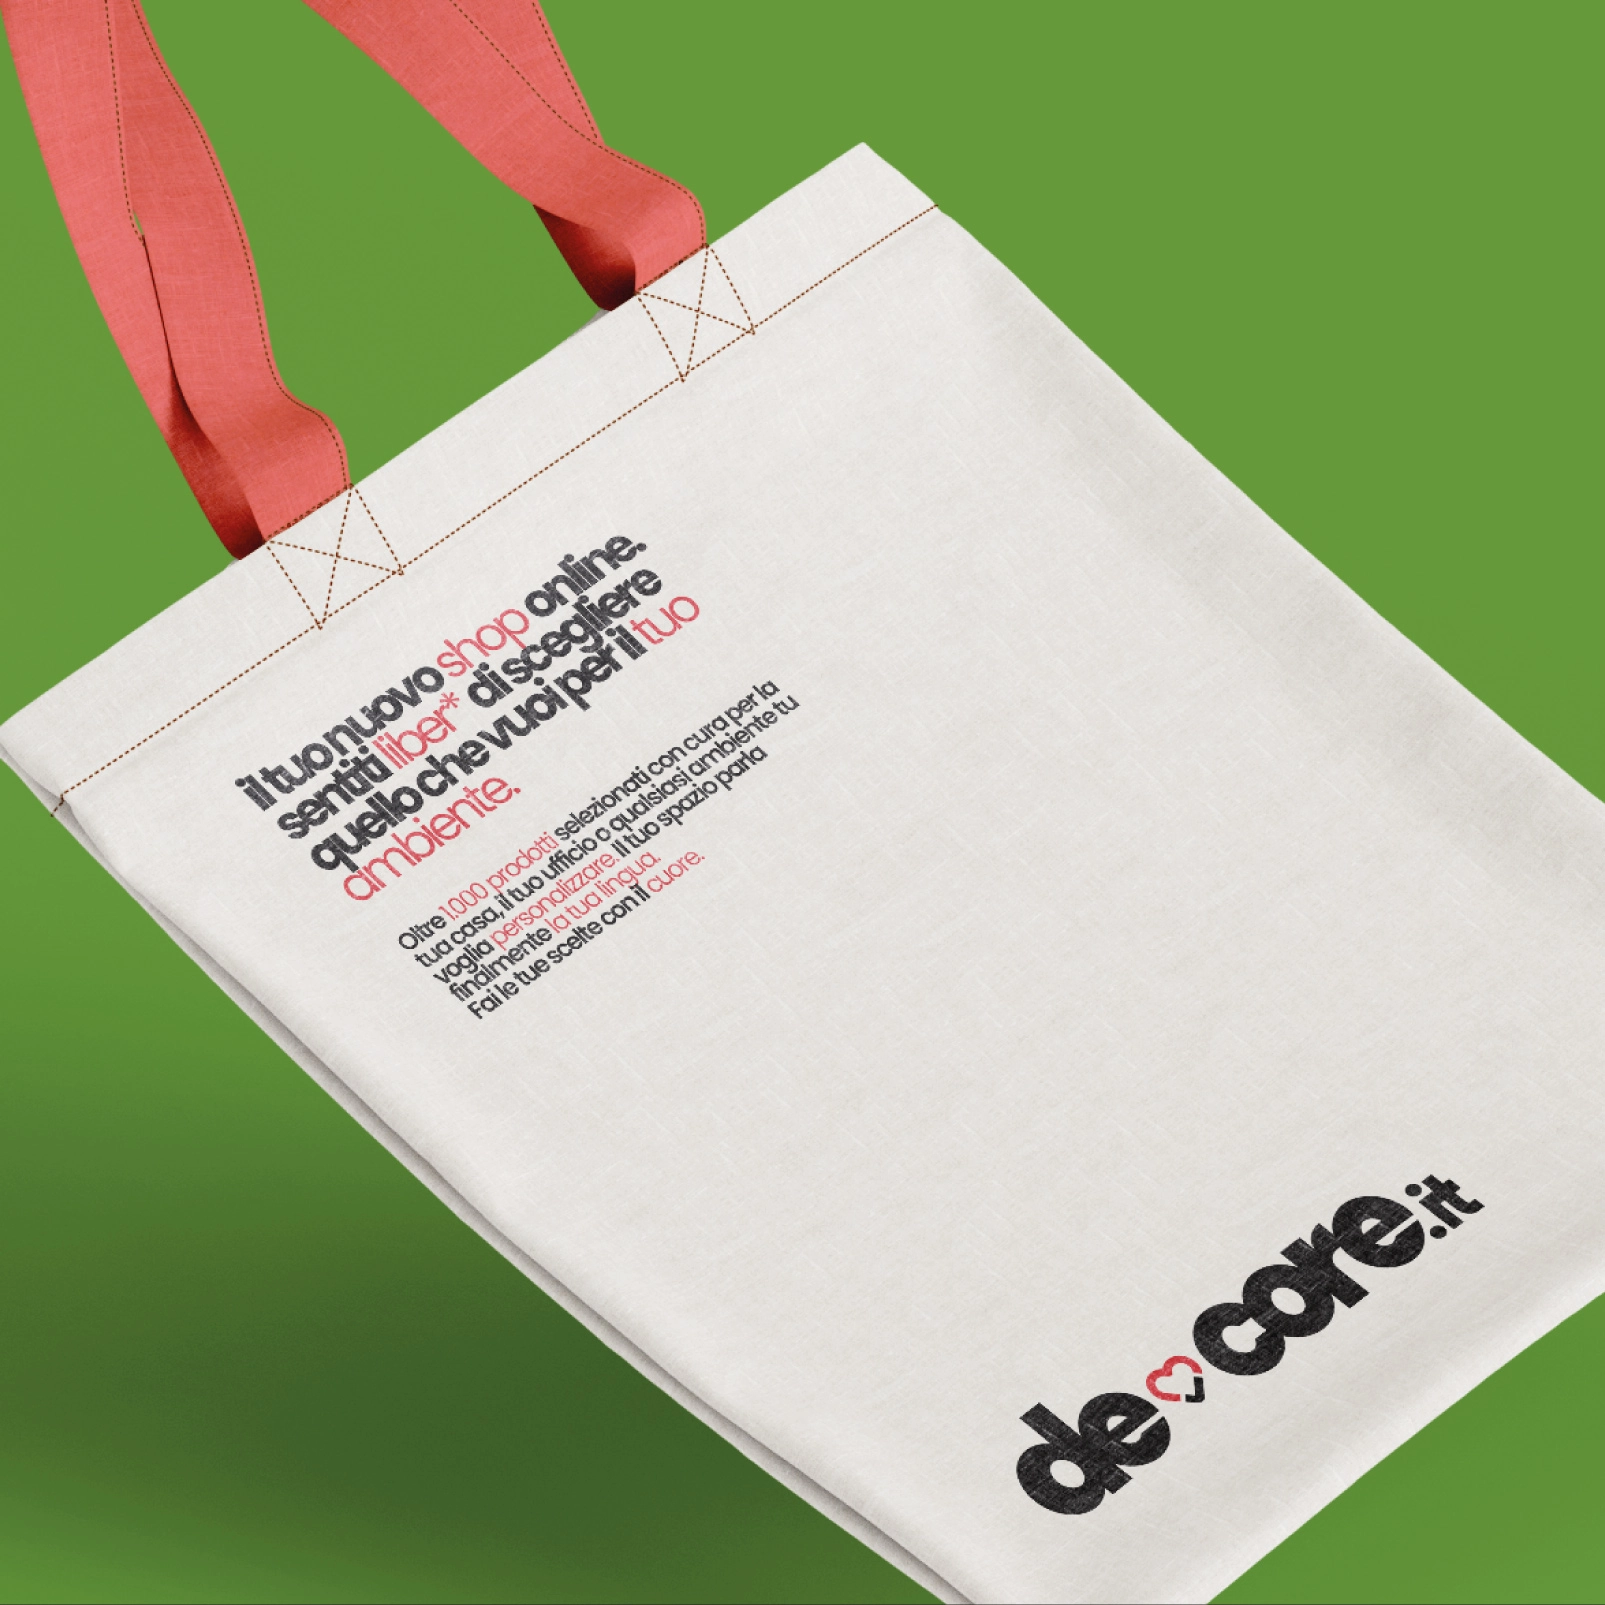 il tuo nuovo shop online.
sentiti liber* di scegliere
quello che vuoi per il tuo
ambiente.
Oltre 1.000 prodotti selezionati con cura per la
tua casa, il tuo ufficio o qualsiasi ambiente tu
voglia personalizzare. Il tuo spazio parla
finalmente la tua lingua.
Fai le tue scelte con il cuore.
de core.it